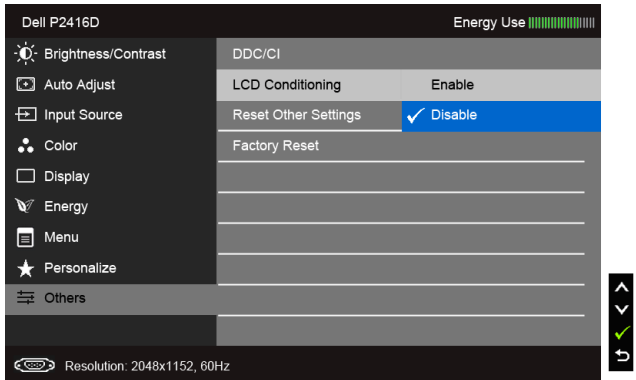 Dell P2416D
Energy Use
Brightness/Contrast
Auto Adjust
Input Source
Color
Display
Energy
Menu
Personalize
Others
DDC/CI
LCD Conditioning
Enable
Reset Other Settings
Disable
Factory Reset
Resolution: 2048x1152, 60Hz